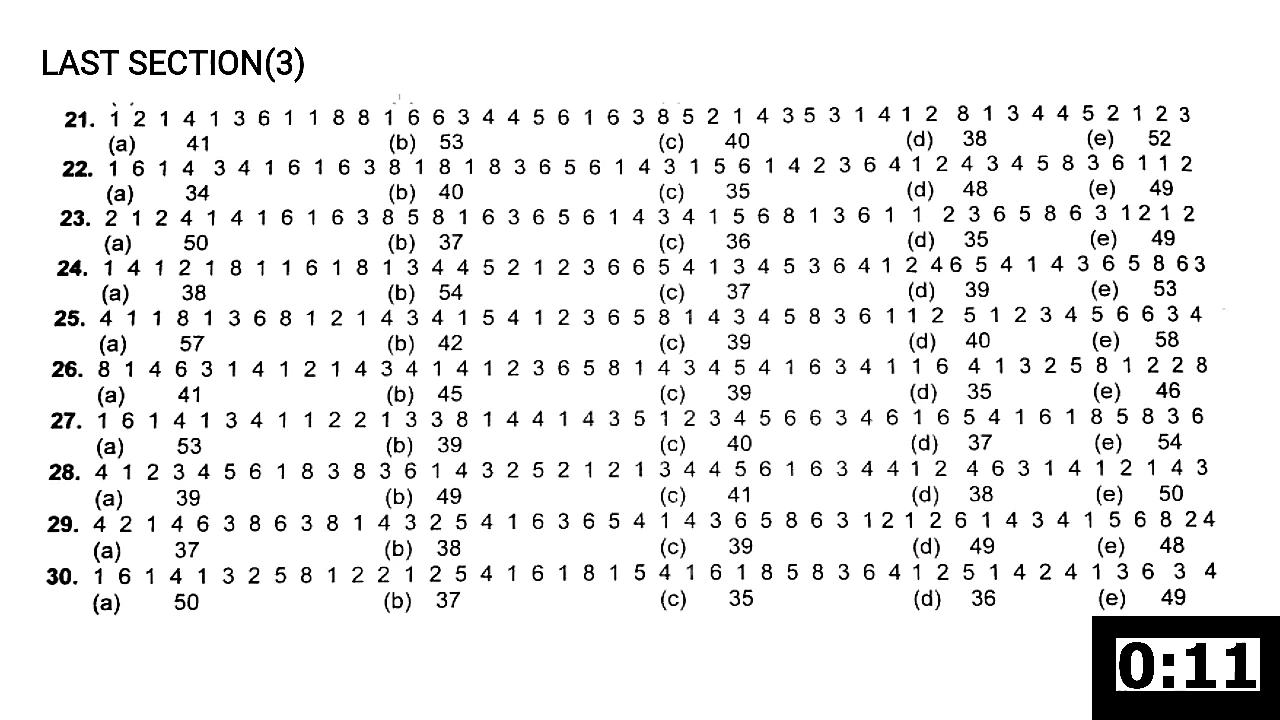 LAST SECTION(3)
21. 1 2 1 4 1 3 6 1 1 8 8 1 6 6 3 4 4 5 6 1 6 3 8 5 2 1 4 3 5 3 1 4 1 2 8 1 3 4 4 5 2 1 2 3
(a) 41 (b) 53 (c) 40 (d) 38 (e) 52
22. 1 6 1 4 3 4 1 6 1 6 3 8 1 8 1 8 3 6 5 6 1 4 3 1 5 6 1 4 2 3 6 4 1 2 4 3 4 5 8 3 6 1 1 2
(a) 34 (b) 40 (c) 35 (d) 48 (e) 49
23. 2 1 2 4 1 4 1 6 1 6 3 8 5 8 1 6 3 6 5 6 1 4 3 4 1 5 6 8 1 3 6 1 1 1 2 3 6 5 8 6 3 1 2 1 2
(a) 50 (b) 37 (c) 36 (d) 35 (e) 49
24. 1 4 1 2 1 8 1 1 6 1 8 1 3 4 4 5 2 1 2 3 6 6 5 4 1 3 4 5 3 6 4 1 2 4 6 5 4 1 4 3 6 5 8 6 3
(a) 38 (b) 54 (c) 37 (d) 39 (e) 53
25. 4 1 1 8 1 3 6 8 1 2 1 4 3 4 1 5 4 1 2 3 6 5 8 1 4 3 4 5 8 3 6 1 1 2 5 1 2 3 4 5 6 6 3 4
(a) 57 (b) 42 (c) 39 (d) 40 (e) 58
26. 8 1 4 6 3 1 4 1 2 1 4 3 4 1 4 1 2 3 6 5 8 1 4 3 4 5 4 1 6 3 4 1 1 6 4 1 3 2 5 8 1 2 2 8
(a) 41 (b) 45 (c) 39 (d) 35 (e) 46
27. 1 6 1 4 1 3 4 1 1 2 2 1 3 3 8 1 4 4 1 4 3 5 1 2 3 4 5 6 6 3 4 6 1 6 5 4 1 6 1 8 5 8 3 6
(a) 53 (b) 39 (c) 40 (d) 37 (e) 54
28. 4 1 2 3 4 5 6 1 8 3 8 3 6 1 4 3 2 5 2 1 2 1 3 4 4 5 6 1 6 3 4 4 1 2 4 6 3 1 4 1 2 1 4 3
(a) 39 (b) 49 (c) 41 (d) 38 (e) 50
29. 4 2 1 4 6 3 8 6 3 8 1 4 3 2 5 4 1 6 3 6 5 4 1 4 3 6 5 8 6 3 1 2 1 2 6 1 4 3 4 1 5 6 8 2 4
(a) 37 (b) 38 (c) 39 (d) 49 (e) 48
30. 1 6 1 4 1 3 2 5 8 1 2 2 1 2 5 4 1 6 1 8 1 5 4 1 6 1 8 5 8 3 6 4 1 2 5 1 4 2 4 1 3 6 3 4
(a) 50 (b) 37 (c) 35 (d) 36 (e) 49
0:11